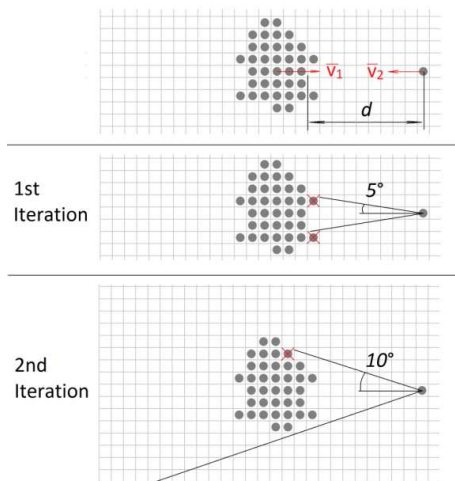 v̅₁
v̅₂
d
1st
Iteration
5°
2nd
Iteration
10°